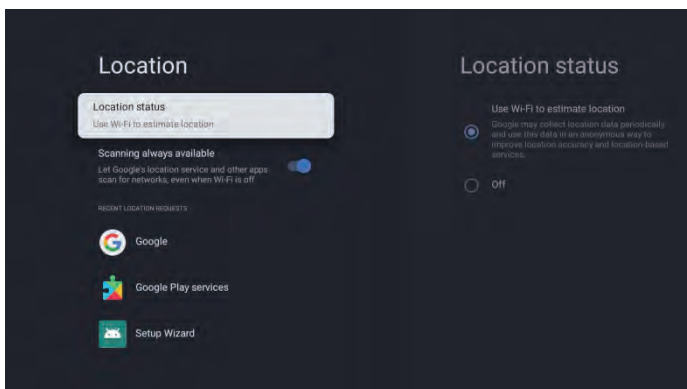 Location
Location status
Use Wi-Fi to estimate location
Scanning always available
Let Google's location service and other apps
scan for networks, even when Wi-Fi is off
RECENT LOCATION REQUESTS
Google
Google Play services
Setup Wizard
Location status
Use Wi-Fi to estimate location
Google may collect location data periodically
and use this data in an anonymous way to
improve location accuracy and location-based
services.
Off